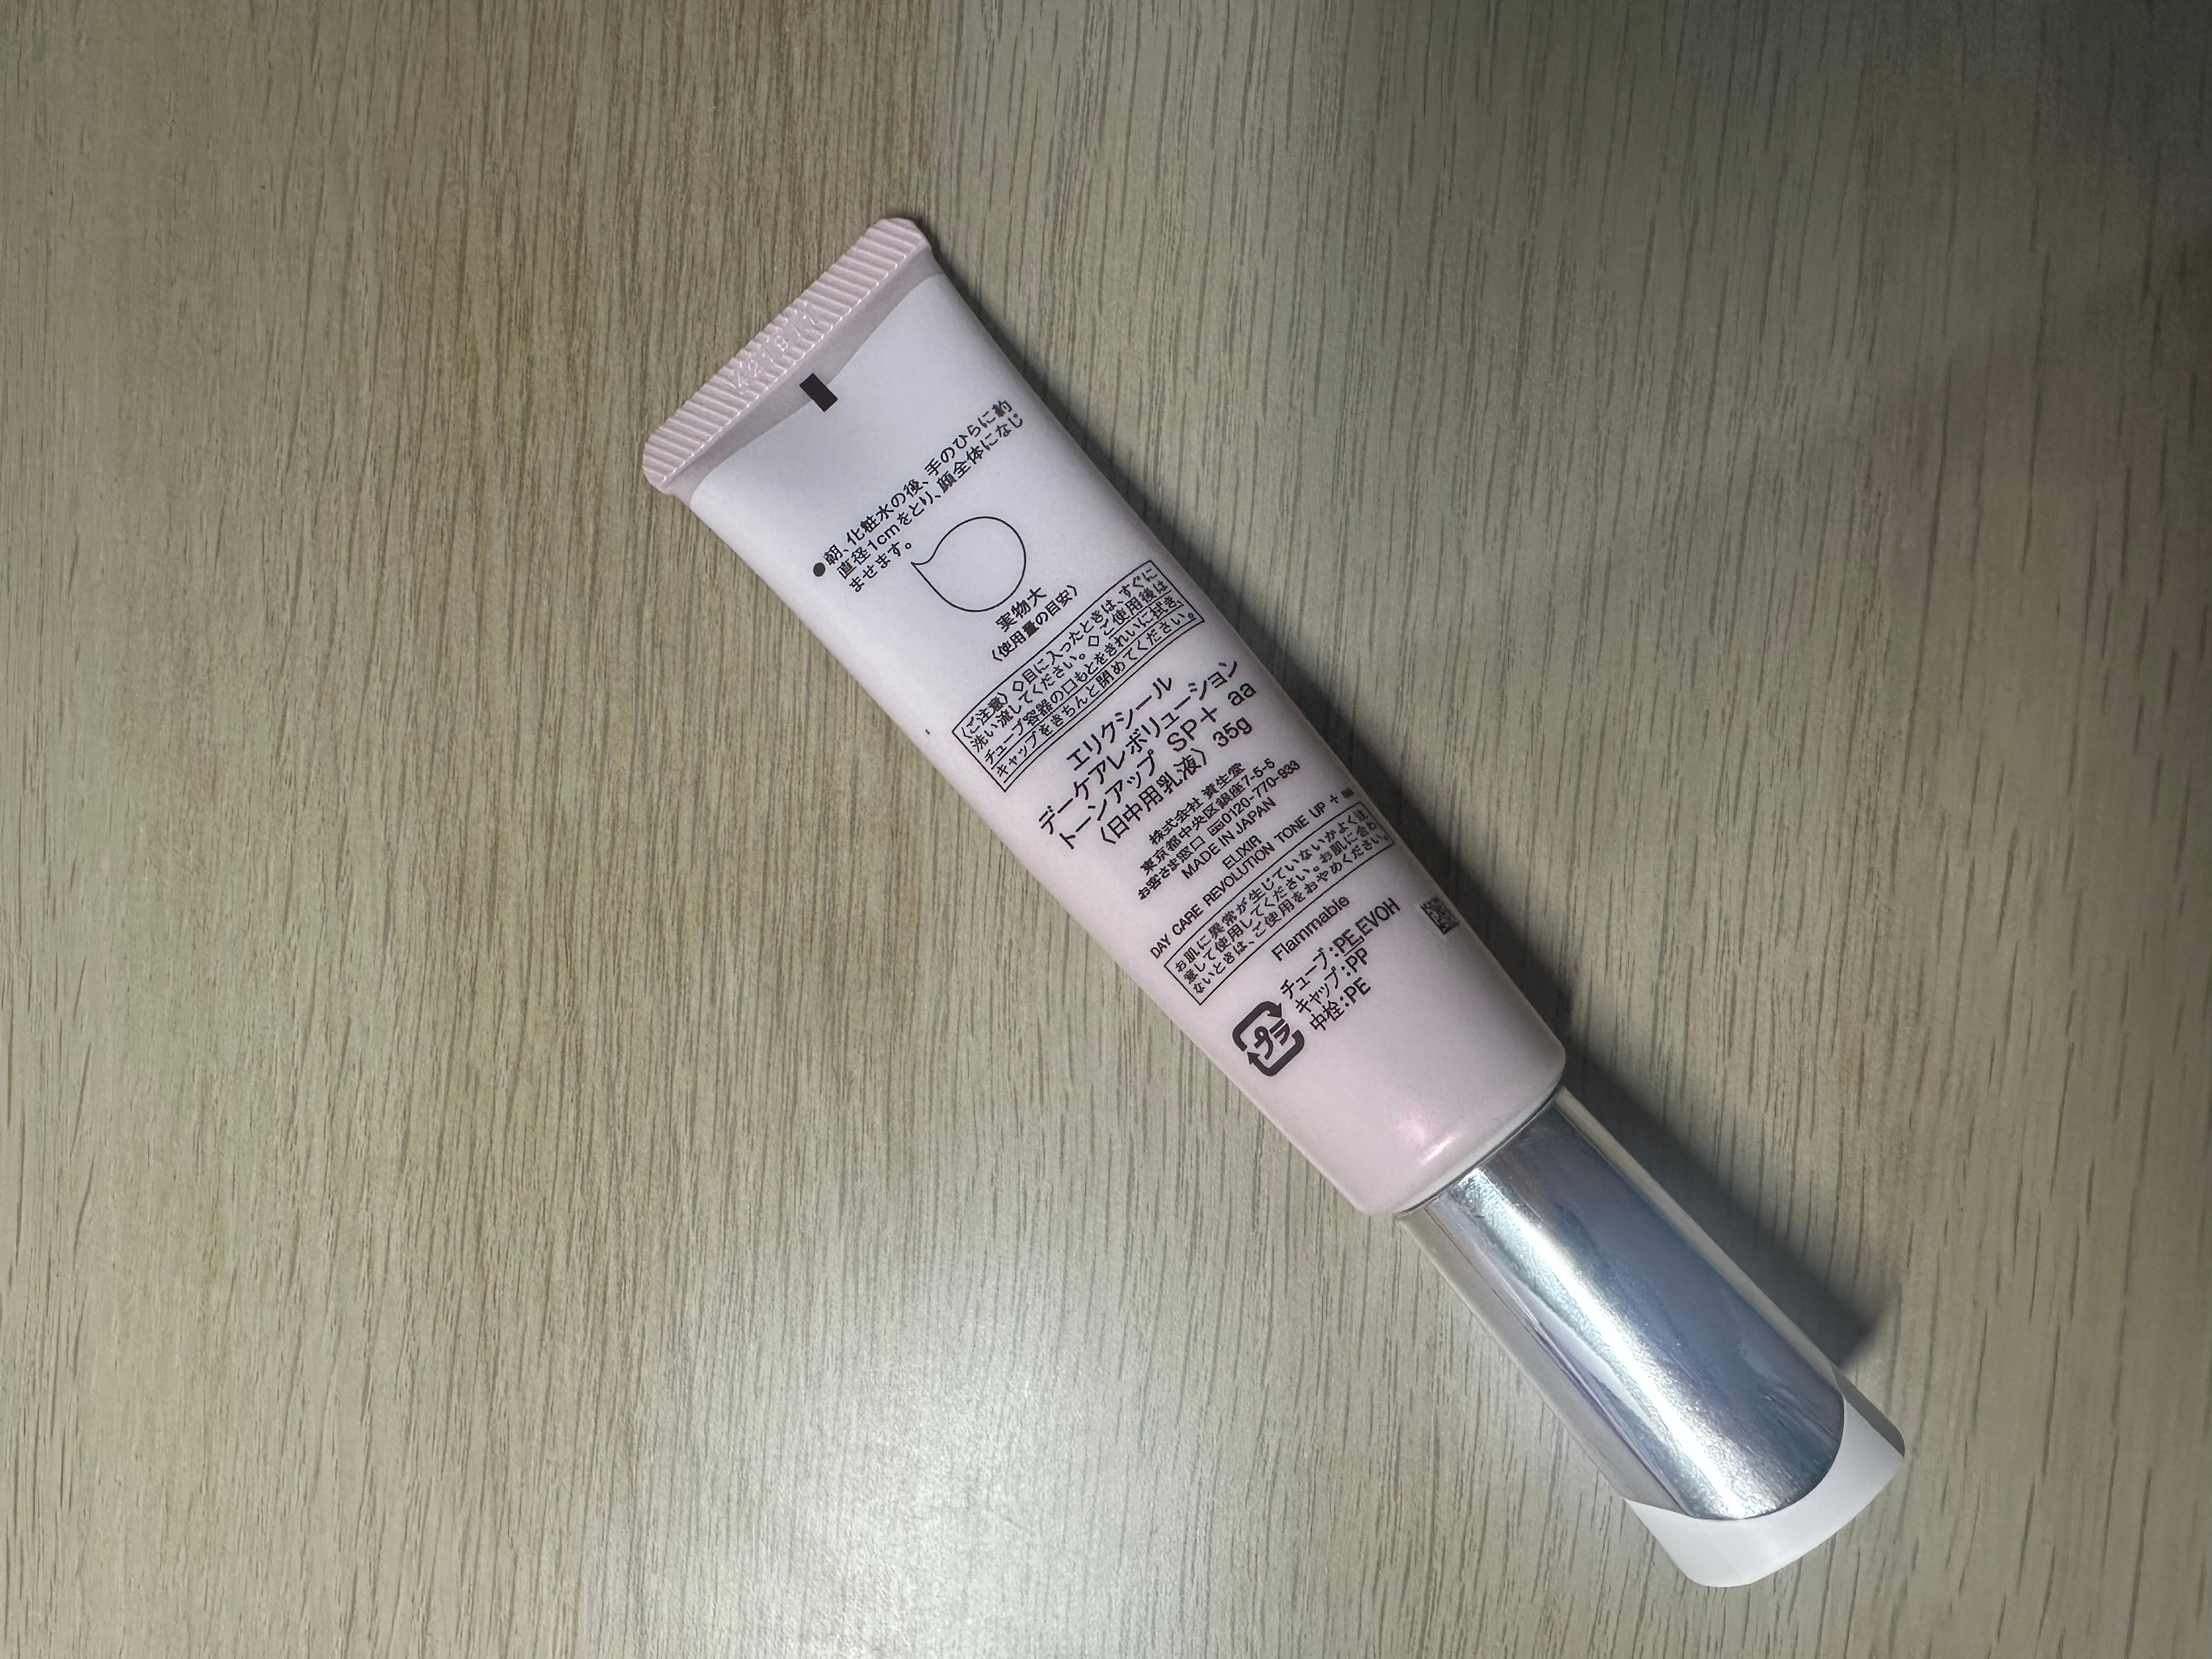 ●朝、化粧水の後、手のひらに約
直径1cmをとり、顔全体になじ
ませます。
実物大
〈使用量の目安〉
〈ご注意〉◇目に入ったときは、すぐに
洗い流してください。◇ご使用後は
チューブ容器の口もとをきれいに拭き、
キャップをきちんと閉めてください。
エリクシール
デーケアレボリューション
トーンアップ SP+ aa
〈日中用乳液〉 35g
株式会社 資生堂
東京都中央区銀座7-5-5
お客さま窓口 0120-770-933
MADE IN JAPAN
ELIXIR
DAY CARE REVOLUTION TONE UP +
お肌に異常が生じていないかよく注
意して使用してください。お肌に合わ
ないときは、ご使用をおやめください。
Flammable
プラ
チューブ:PE,EVOH
キャップ:PP
中栓:PE